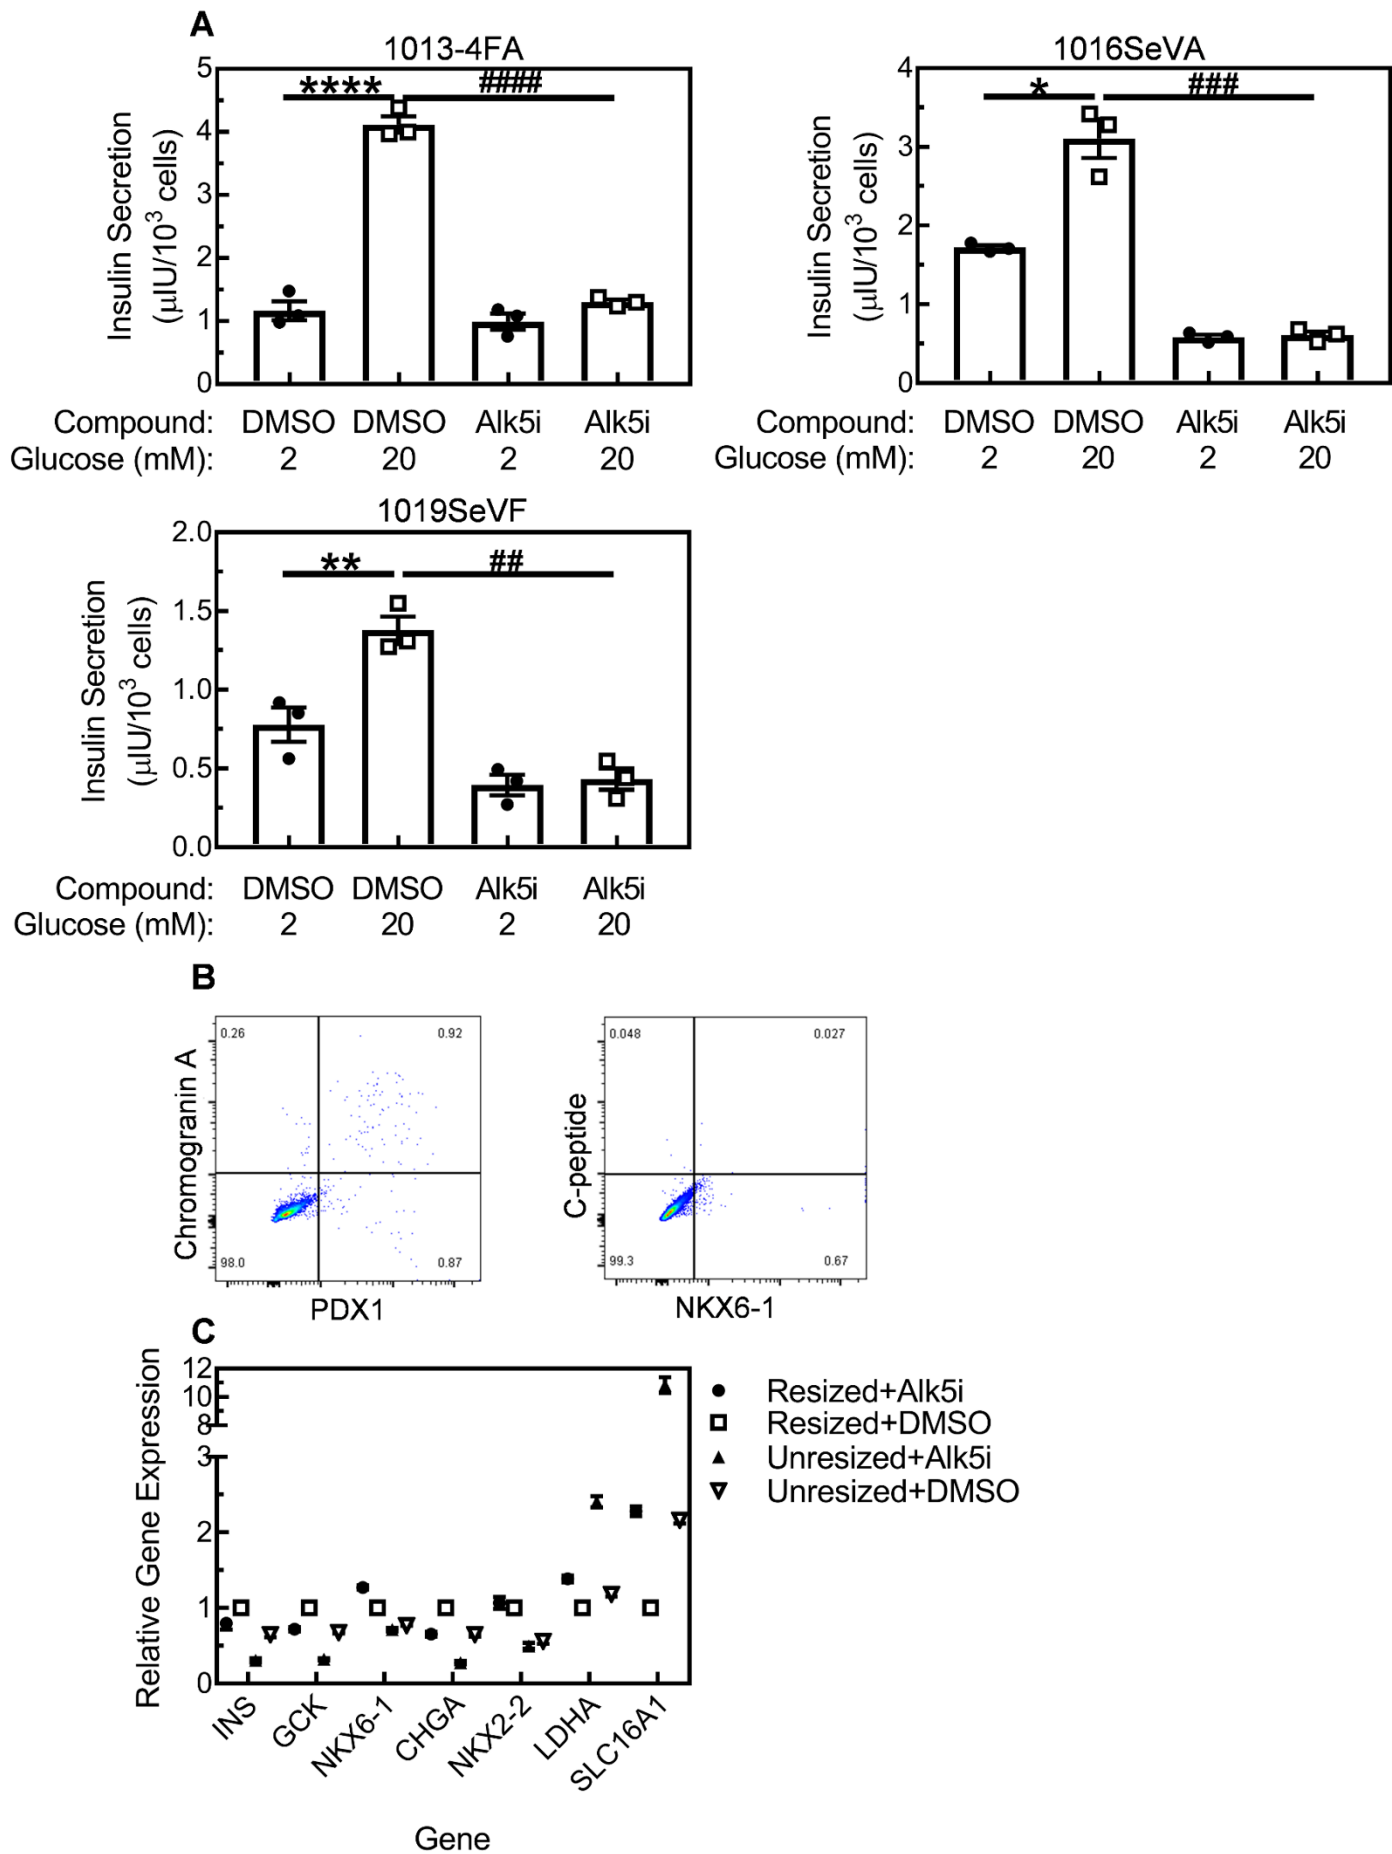 A
1013-4FA
5
4
3
2
1
0
Insulin Secretion
(μIU/10³ cells)
****
####
Compound: DMSO DMSO Alk5i Alk5i
Glucose (mM): 2 20 2 20
1016SeVA
4
3
2
1
0
Insulin Secretion
(μIU/10³ cells)
*
###
Compound: DMSO DMSO Alk5i Alk5i
Glucose (mM): 2 20 2 20
1019SeVF
2.0
1.5
1.0
0.5
0.0
Insulin Secretion
(μIU/10³ cells)
**
##
Compound: DMSO DMSO Alk5i Alk5i
Glucose (mM): 2 20 2 20
B
Chromogranin A
0.26 0.92
98.0 0.87
PDX1
C-peptide
0.048 0.027
99.3 0.67
NKX6-1
C
Relative Gene Expression
12
10
8
3
2
1
0
INS
GCK
NKX6-1
CHGA
NKX2-2
LDHA
SLC16A1
Gene
Resized+Alk5i
Resized+DMSO
Unresized+Alk5i
Unresized+DMSO